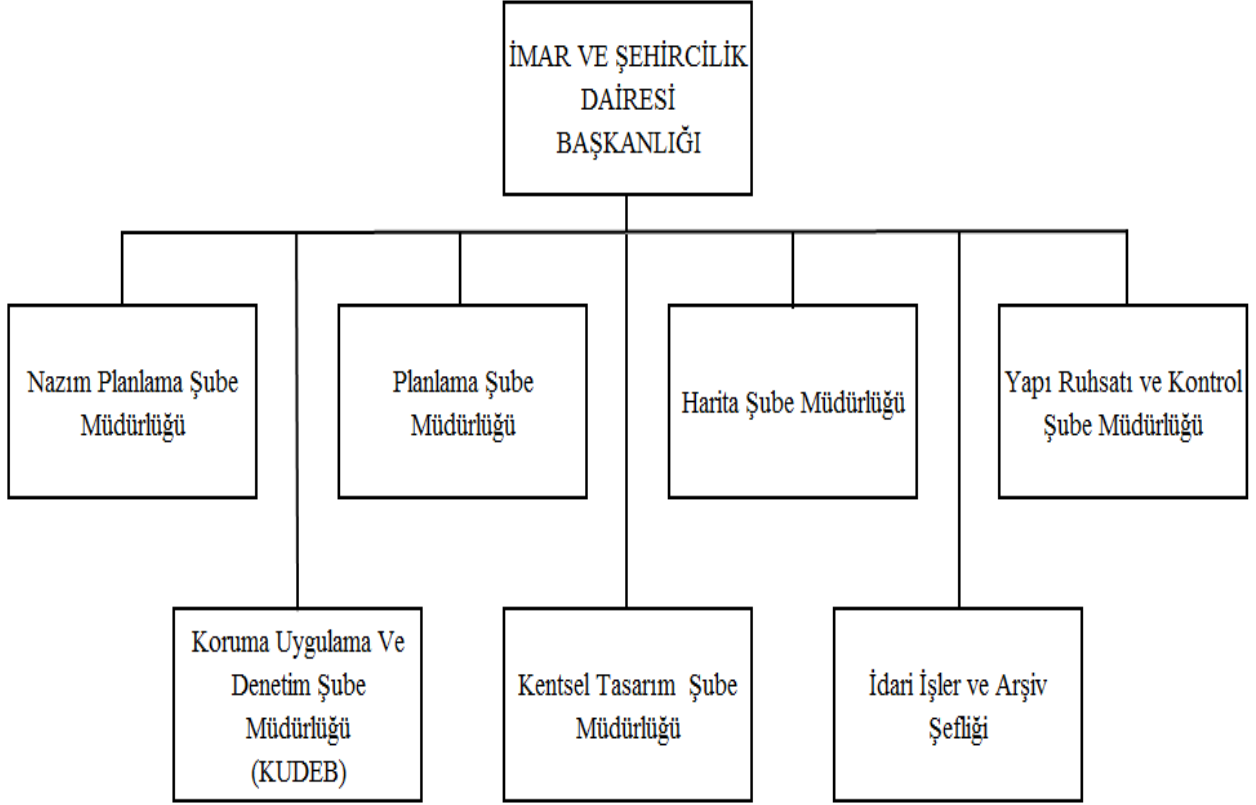 İMAR VE ŞEHİRCİLİK
DAİRESİ
BAŞKANLIĞI
Nazım Planlama Şube
Müdürlüğü
Planlama Şube
Müdürlüğü
Harita Şube Müdürlüğü
Yapı Ruhsatı ve Kontrol
Şube Müdürlüğü
Koruma Uygulama Ve
Denetim Şube
Müdürlüğü
(KUDEB)
Kentsel Tasarım Şube
Müdürlüğü
İdari İşler ve Arşiv
Şefliği